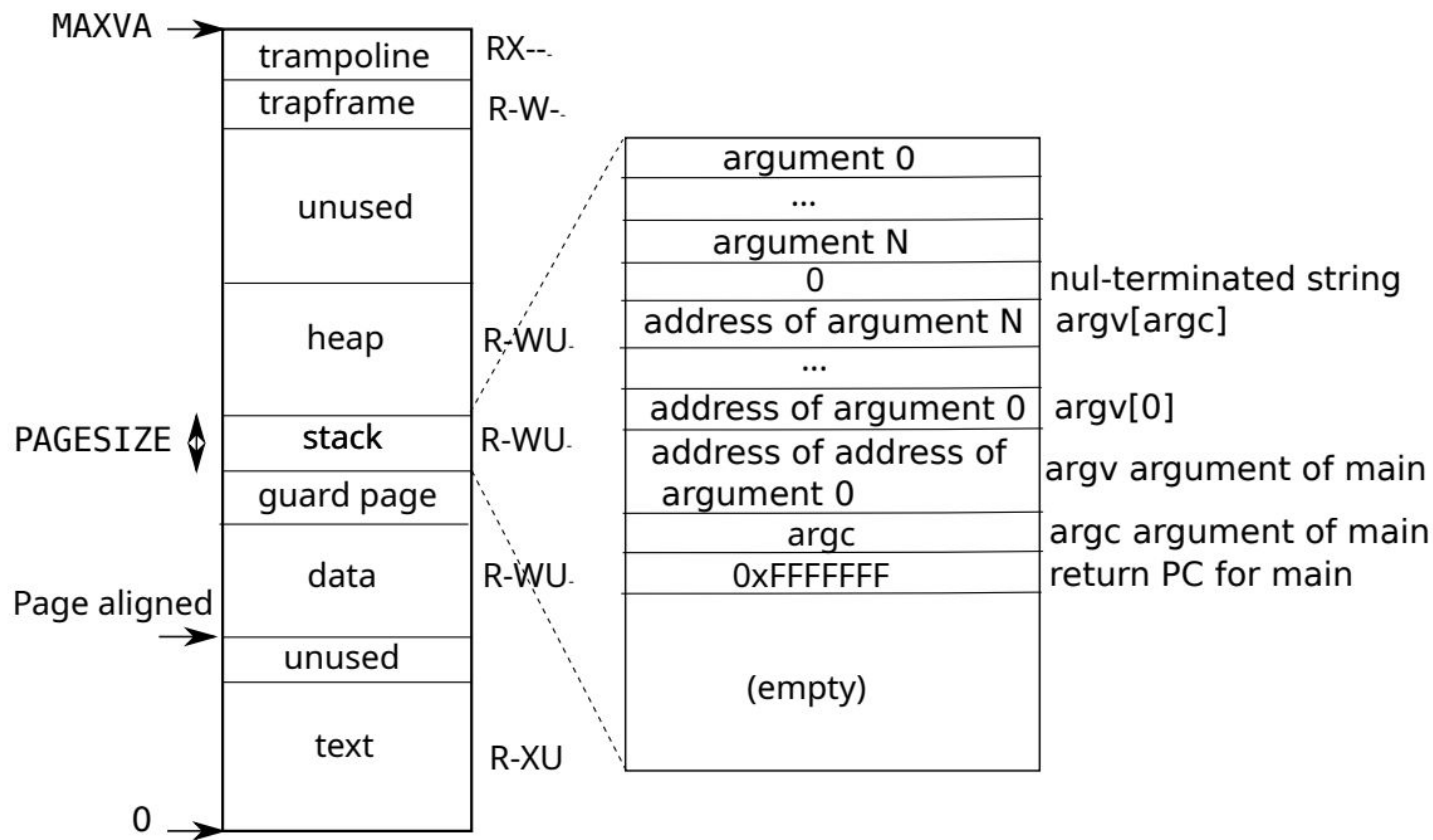 MAXVA
trampoline
RX---
trapframe
R-W--
unused
heap
R-WU-
PAGESIZE
stack
R-WU-
guard page
data
R-WU-
Page aligned
unused
text
R-XU
0
argument 0
...
argument N
0
nul-terminated string
address of argument N
argv[argc]
...
address of argument 0
argv[0]
address of address of
argument 0
argv argument of main
argc
argc argument of main
0xFFFFFFF
return PC for main
(empty)